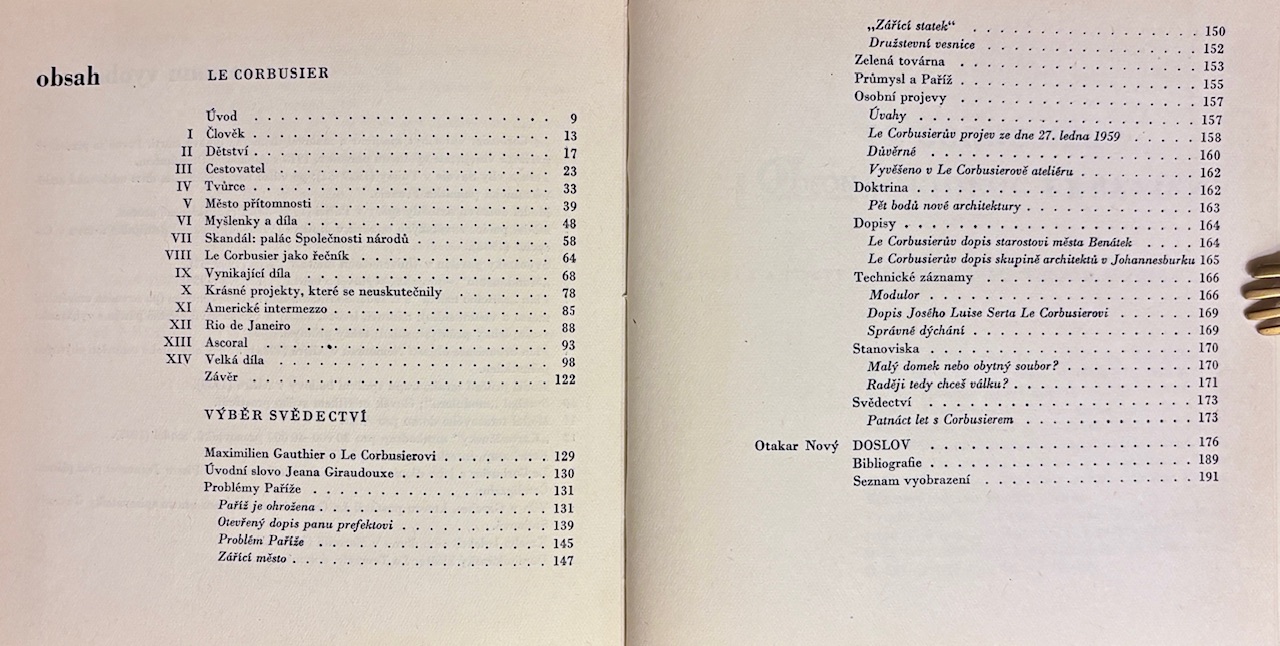 obsah
LE CORBUSIER
Úvod . . . 9
I Člověk . . . 13
II Dětství . . . 17
III Cestovatel . . . 23
IV Tvůrce . . . 33
V Město přítomnosti . . . 39
VI Myšlenky a díla . . . 48
VII Skandál: palác Společnosti národů . . . 58
VIII Le Corbusier jako řečník . . . 64
IX Vynikající díla . . . 68
X Krásné projekty, které se neuskutečnily . . . 78
XI Americké intermezzo . . . 85
XII Rio de Janeiro . . . 88
XIII Ascoral . . . 93
XIV Velká díla . . . 98
Závěr . . . 122
VÝBĚR SVĚDECTVÍ
Maximilien Gauthier o Le Corbusierovi . . . 129
Úvodní slovo Jeana Giraudouxe . . . 130
Problémy Paříže . . . 131
Paříž je ohrožena . . . 131
Otevřený dopis panu prefektovi . . . 139
Problém Paříže . . . 145
Zářící město . . . 147
„Zářící statek“ . . . 150
Družstevní vesnice . . . 152
Zelená továrna . . . 153
Průmysl a Paříž . . . 155
Osobní projevy . . . 157
Úvahy . . . 157
Le Corbusierův projev ze dne 27. ledna 1959 . . . 158
Důvěrné . . . 160
Vyvěšeno v Le Corbusierově ateliéru . . . 162
Doktrina . . . 162
Pět bodů nové architektury . . . 163
Dopisy . . . 164
Le Corbusierův dopis starostovi města Benátek . . . 164
Le Corbusierův dopis skupině architektů v Johannesburku 165
Technické záznamy . . . 166
Modulor . . . 166
Dopis Josého Luise Serta Le Corbusierovi . . . 169
Správné dýchání . . . 169
Stanoviska . . . 170
Malý domek nebo obytný soubor? . . . 170
Raději tedy chceš válku? . . . 171
Svědectví . . . 173
Patnáct let s Corbusierem . . . 173
Otakar Nový DOSLOV . . . 176
Bibliografie . . . 189
Seznam vyobrazení . . . 191